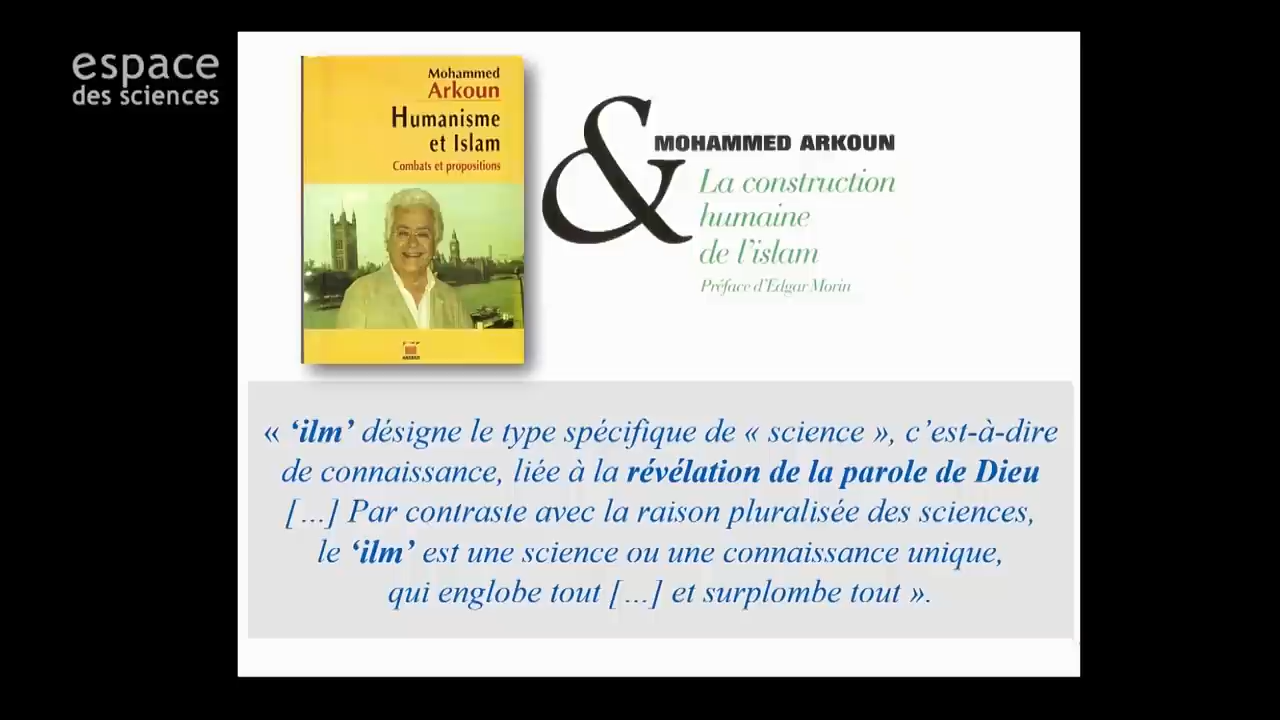 espace
des sciences
Mohammed
Arkoun
Humanisme
et Islam
Combats et propositions
MOHAMMED ARKOUN
&
La construction
humaine
de l'islam
Préface d'Edgar Morin
« ‘ilm’ désigne le type spécifique de « science », c’est-à-dire
de connaissance, liée à la révélation de la parole de Dieu
[…] Par contraste avec la raison pluralisée des sciences,
le ‘ilm’ est une science ou une connaissance unique,
qui englobe tout […] et surplombe tout ».